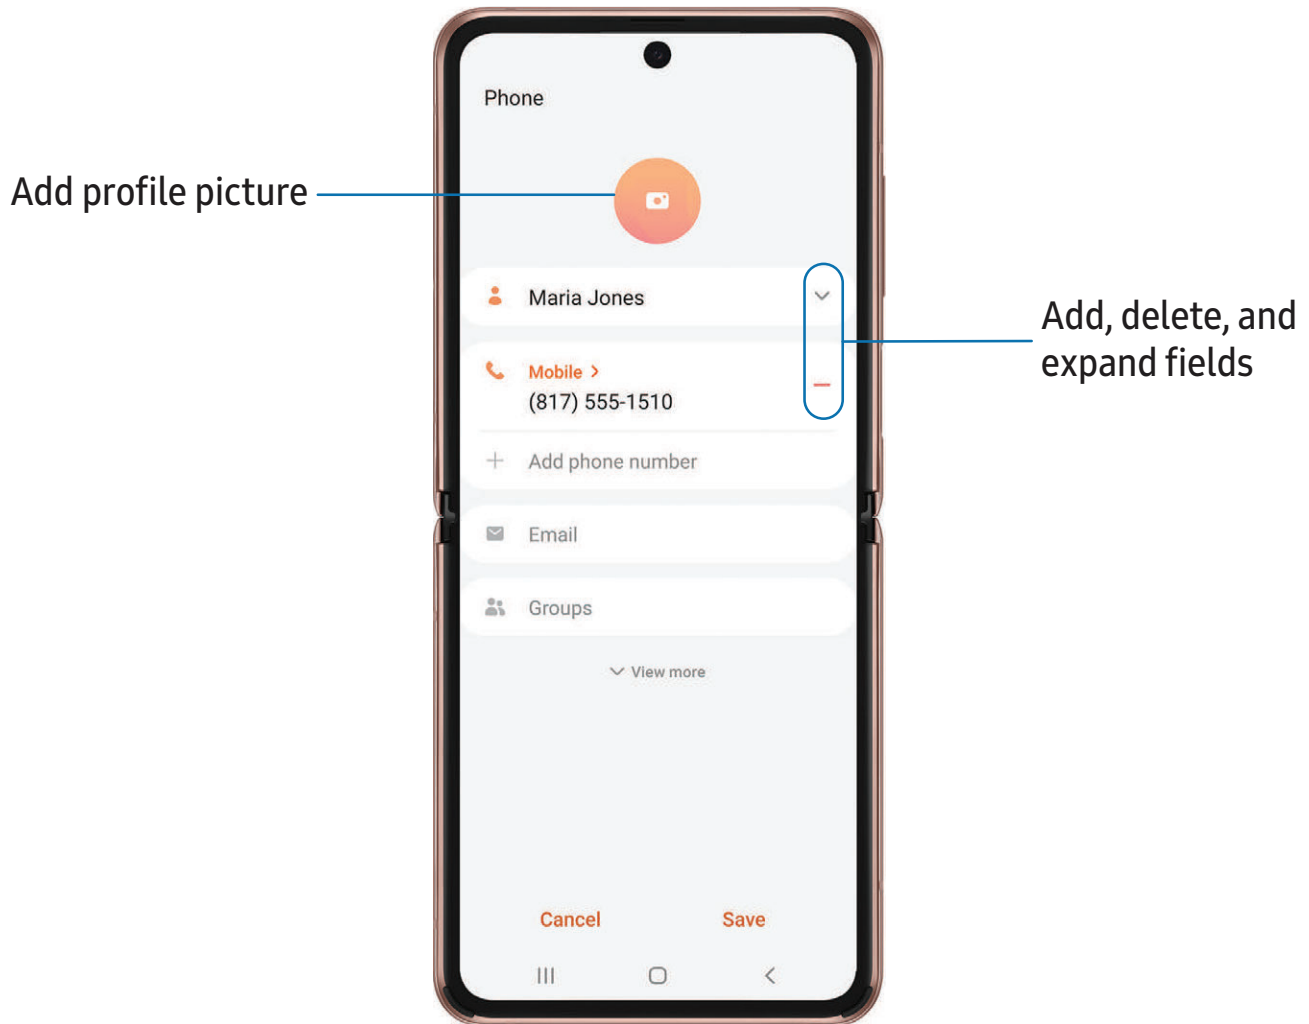 Phone
Add profile picture
Maria Jones
Add, delete, and
expand fields
Mobile >
(817) 555-1510
Add phone number
Email
Groups
View more
Cancel
Save